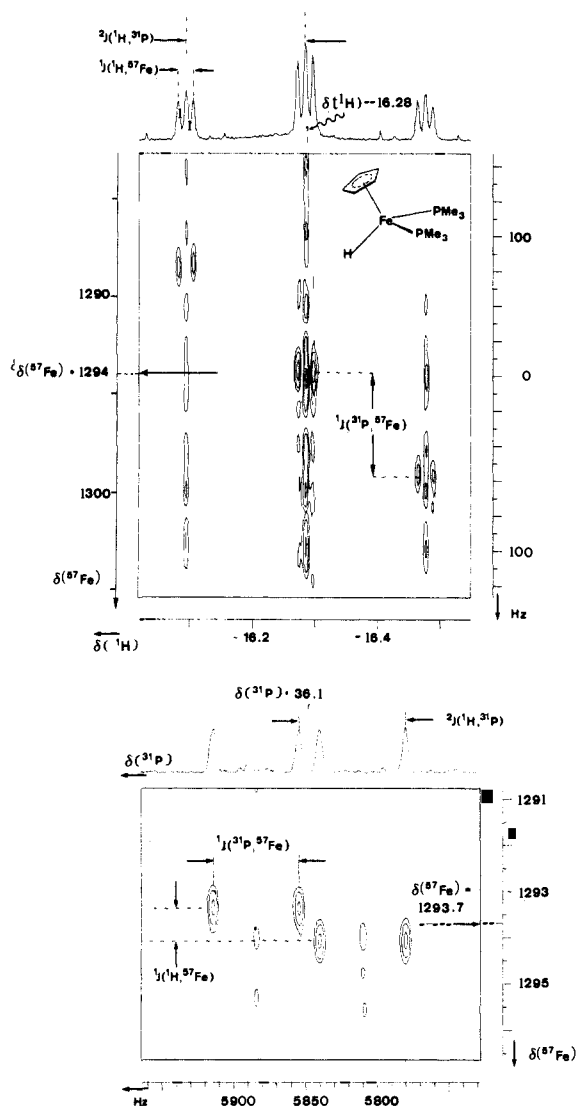 ²J(¹H,³¹P)
¹J(¹H,⁵⁷Fe)
δ(¹H)--16.28
Fe
PMe₃
PMe₃
H
1290
δ(⁵⁷Fe) · 1294
1300
δ(⁵⁷Fe)
¹J(³¹P,⁵⁷Fe)
100
0
100
Hz
δ(¹H)
-16.2
-16.4
δ(³¹P) · 36.1
²J(¹H,³¹P)
δ(³¹P)
1291
¹J(³¹P,⁵⁷Fe)
δ(⁵⁷Fe) =
1293.7
1293
¹J(¹H,⁵⁷Fe)
1295
δ(⁵⁷Fe)
Hz
5900
5850
5800